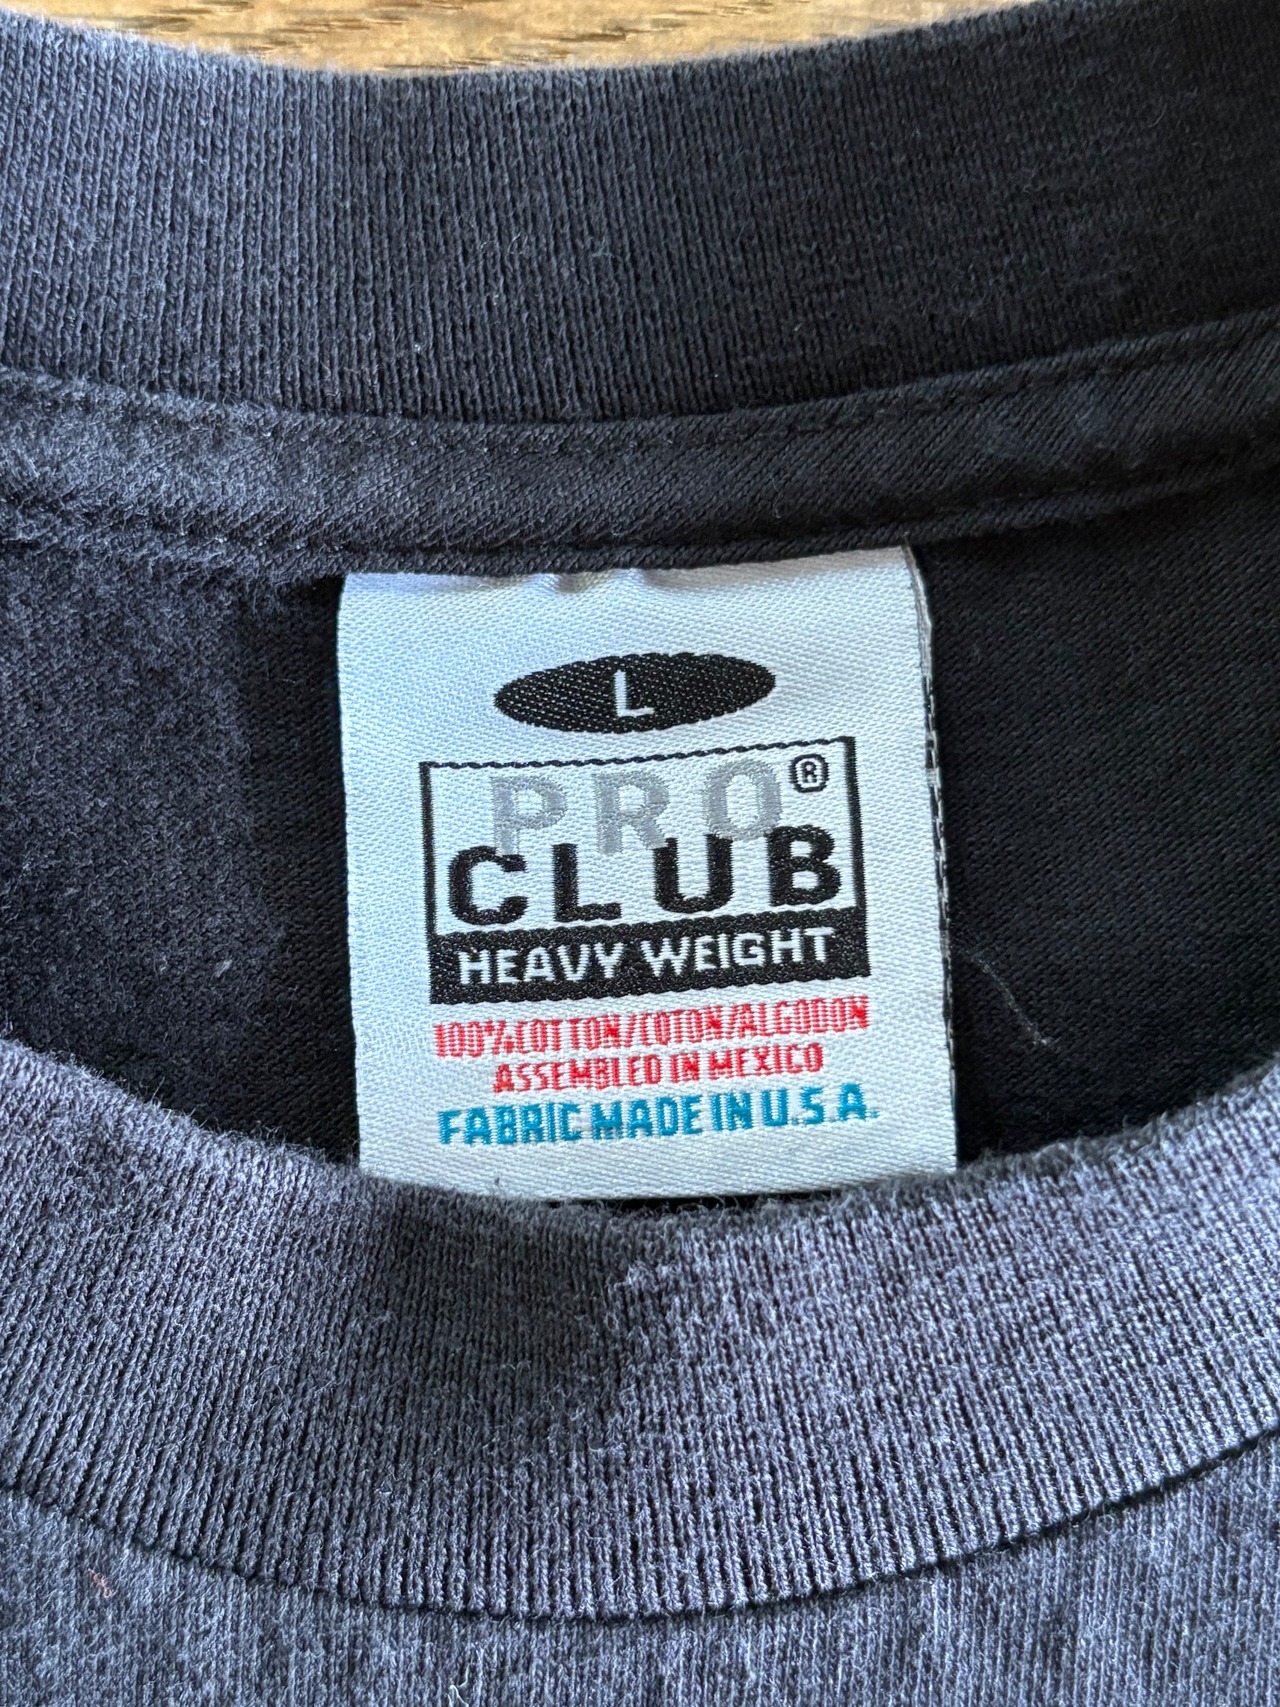 L
PRO®
CLUB
HEAVY WEIGHT
100% COTTON/COTON/ALGODON
ASSEMBLED IN MEXICO
FABRIC MADE IN U.S.A.